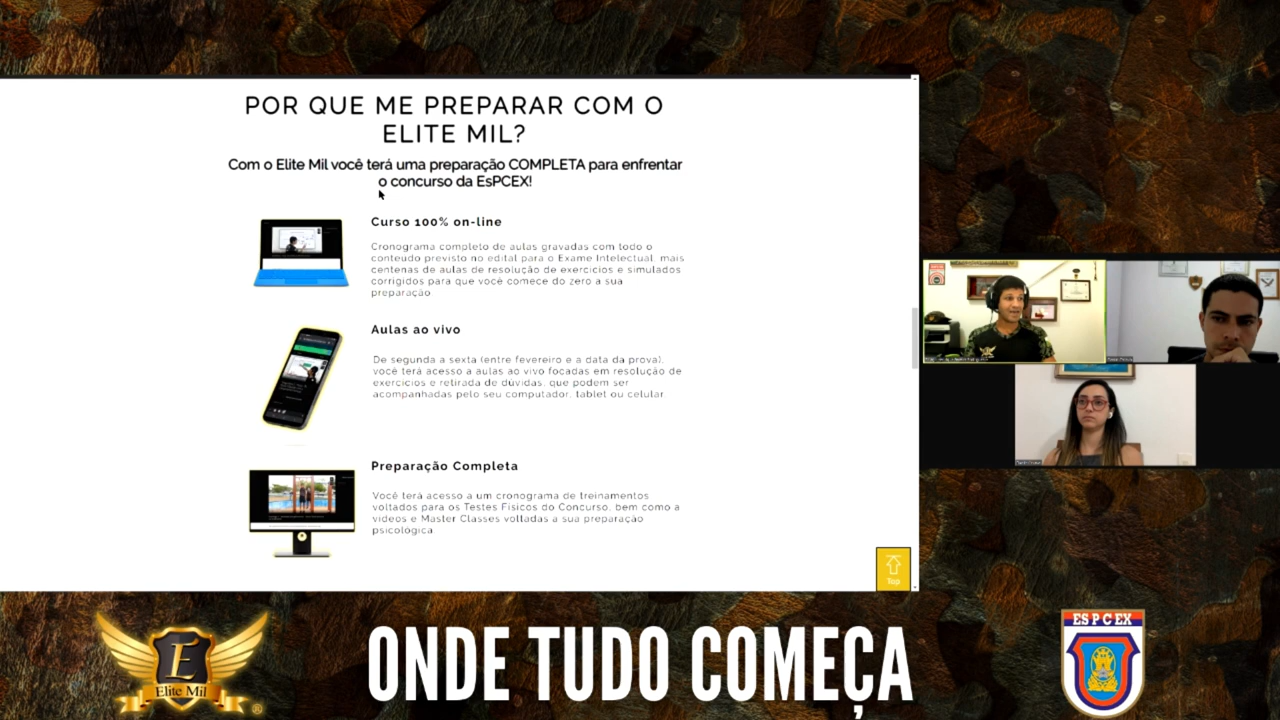 POR QUE ME PREPARAR COM O
ELITE MIL?
Com o Elite Mil você terá uma preparação COMPLETA para enfrentar
o concurso da EsPCEX!
Curso 100% on-line
Cronograma completo de aulas gravadas com todo o
conteúdo previsto no edital para o Exame Intelectual, mais
centenas de aulas de resolução de exercícios e simulados
corrigidos para que você comece do zero a sua
preparação
Aulas ao vivo
De segunda a sexta (entre fevereiro e a data da prova),
você terá acesso a aulas ao vivo focadas em resolução de
exercícios e retirada de dúvidas, que podem ser
acompanhadas pelo seu computador, tablet ou celular.
Preparação Completa
Você terá acesso a um cronograma de treinamentos
voltados para os Testes Físicos do Concurso, bem como a
vídeos e Master Classes voltadas a sua preparação
psicológica.
Top
E
Elite Mil
®
ONDE TUDO COMEÇA
ESPCEX